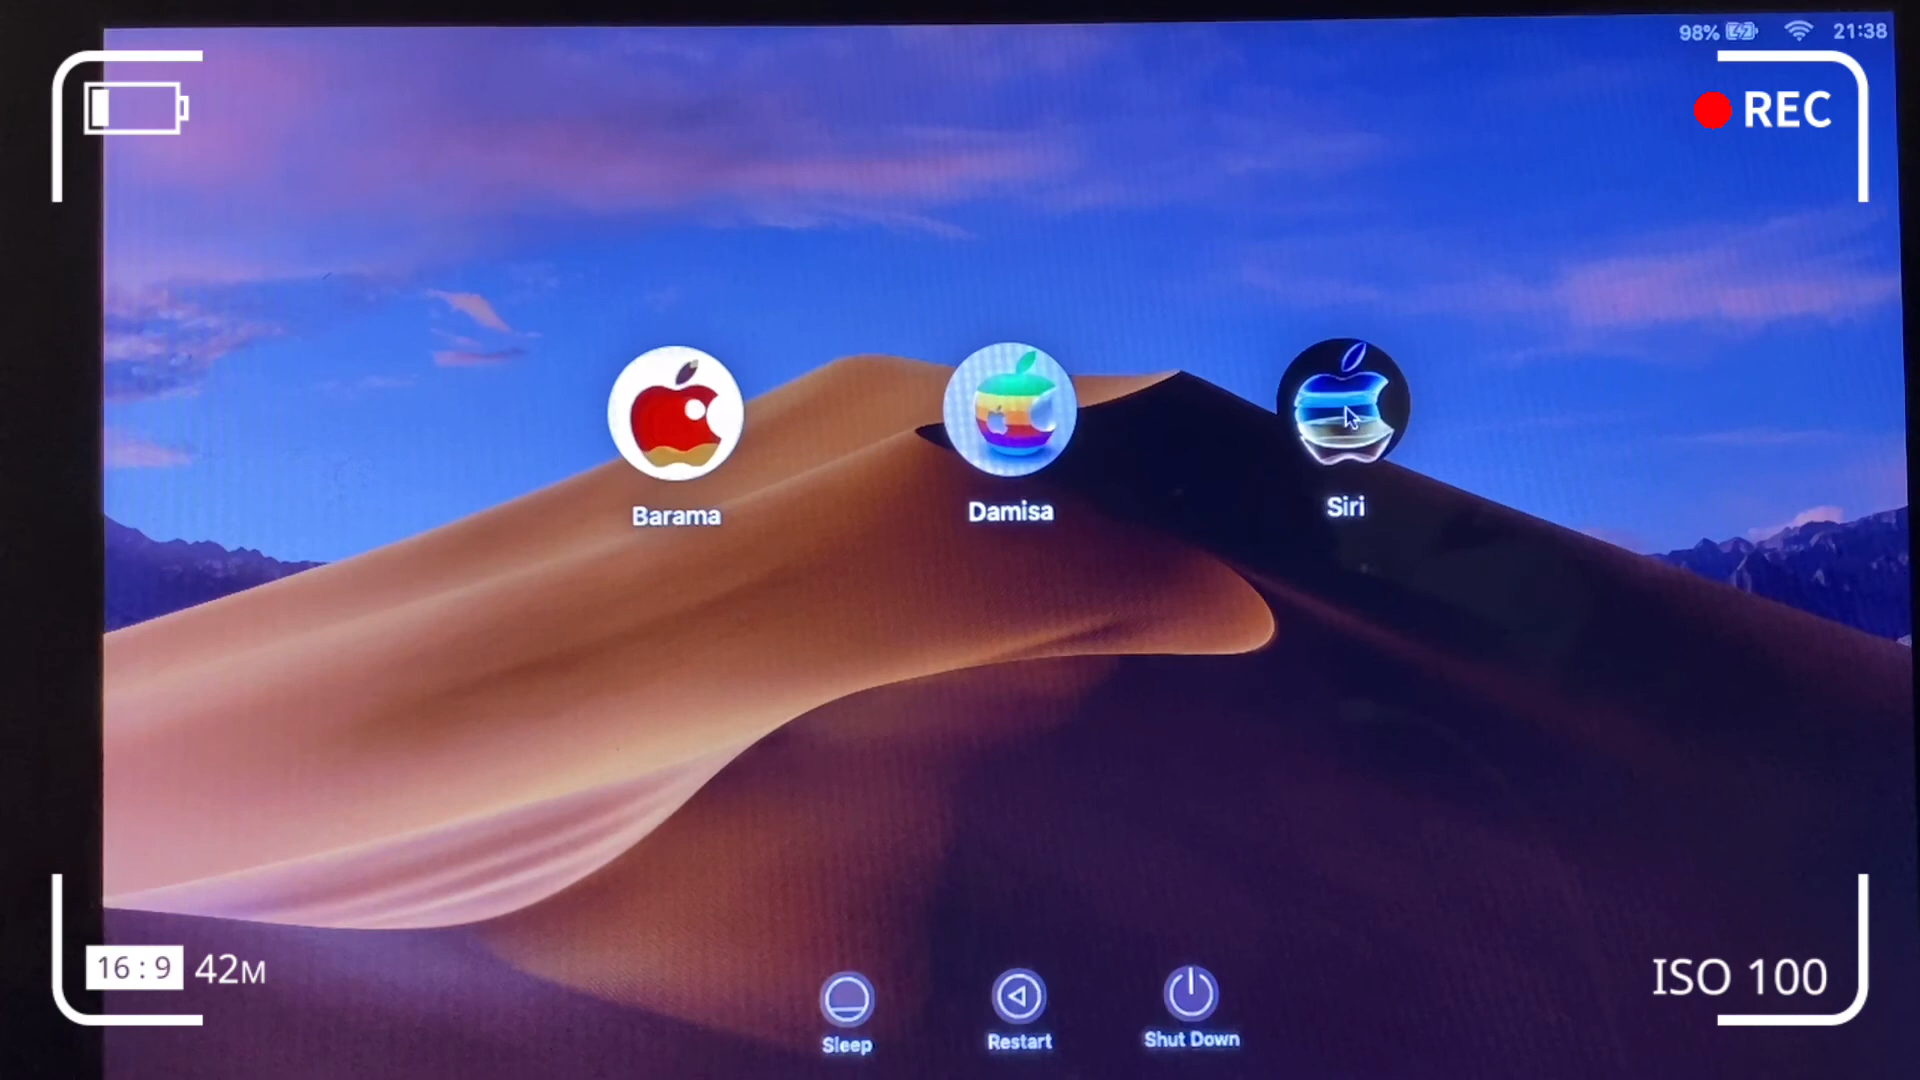 98% 21:38
REC
Barama Damisa Siri
16:9 42M ISO 100
Sleep Restart Shut Down